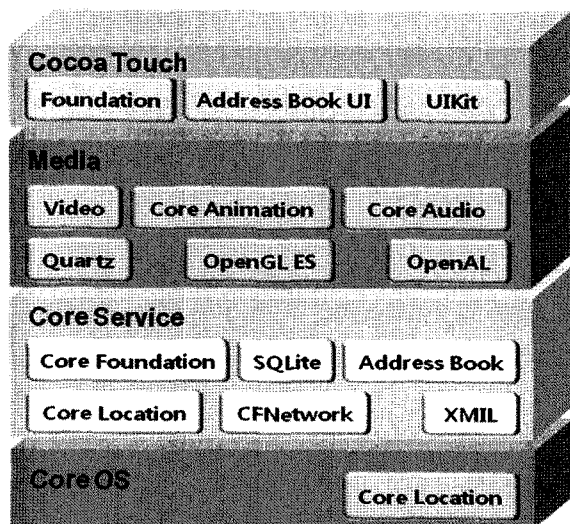 Cocoa Touch
Foundation Address Book UI UIKit
Media
Video Core Animation Core Audio
Quartz OpenGL ES OpenAL
Core Service
Core Foundation SQLite Address Book
Core Location CFNetwork XMIL
Core OS
Core Location